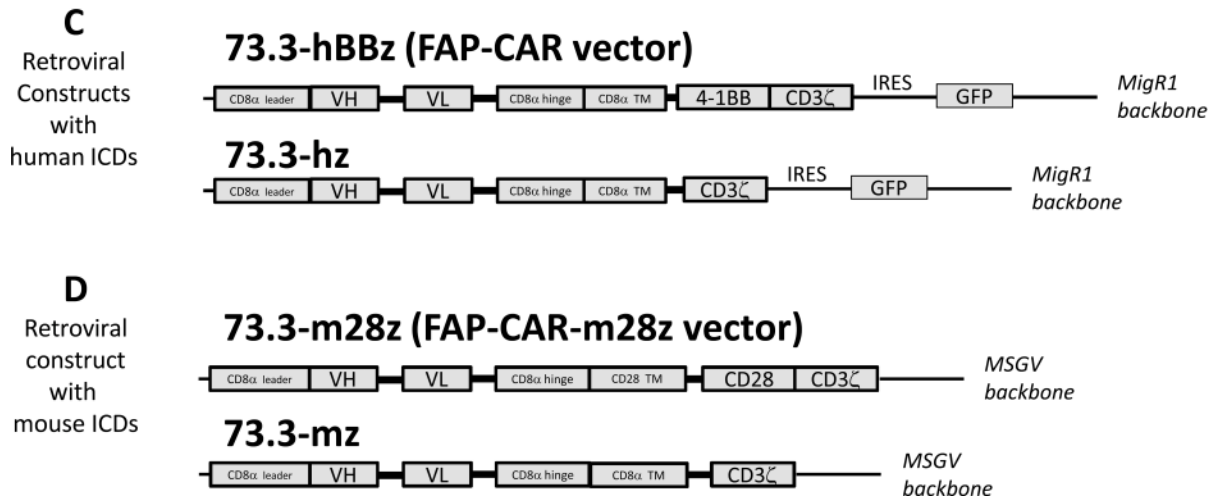 C
Retroviral
Constructs
with
human ICDs
73.3-hBBz (FAP-CAR vector)
CD8α leader VH VL CD8α hinge CD8α TM 4-1BB CD3ζ IRES GFP
MigR1
backbone
73.3-hz
CD8α leader VH VL CD8α hinge CD8α TM CD3ζ IRES GFP
MigR1
backbone
D
Retroviral
construct
with
mouse ICDs
73.3-m28z (FAP-CAR-m28z vector)
CD8α leader VH VL CD8α hinge CD28 TM CD28 CD3ζ
MSGV
backbone
73.3-mz
CD8α leader VH VL CD8α hinge CD8α TM CD3ζ
MSGV
backbone